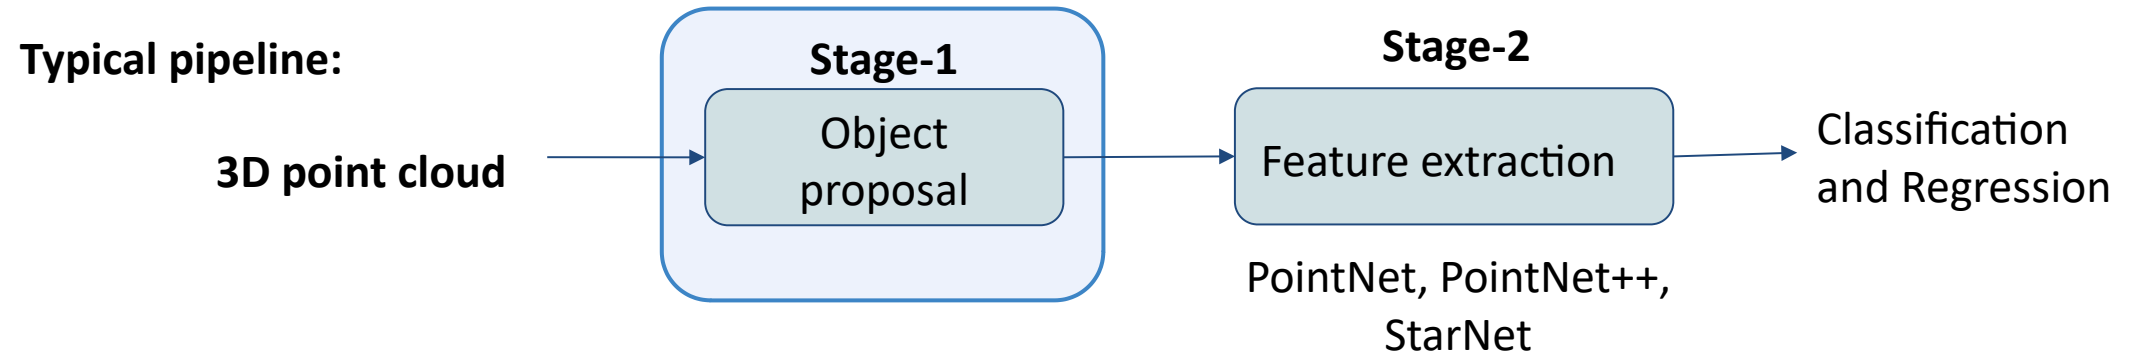 Typical pipeline:
3D point cloud
Stage-1
Object
proposal
Stage-2
Feature extraction
PointNet, PointNet++,
StarNet
Classification
and Regression